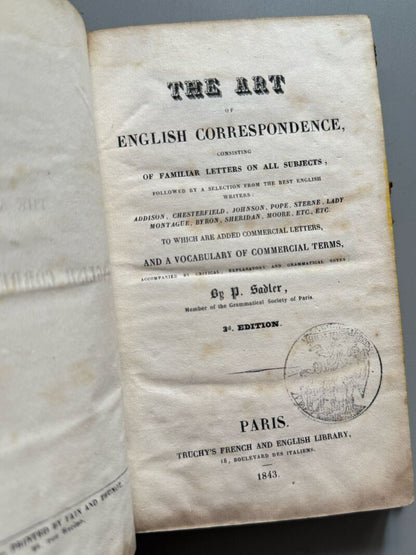 THE ART
OF
ENGLISH CORRESPONDENCE,
CONSISTING
OF FAMILIAR LETTERS ON ALL SUBJECTS;
FOLLOWED BY A SELECTION FROM THE BEST ENGLISH
WRITERS
ADDISON, CHESTERFIELD, JOHNSON, POPE, STERNE, LADY
MONTAGUE, BYRON, SHERIDAN, MOORE, ETC., ETC.
TO WHICH ARE ADDED COMMERCIAL LETTERS,
AND A VOCABULARY OF COMMERCIAL TERMS,
ACCOMPANIED BY CRITICAL EXPLANATORY AND GRAMMATICAL NOTES
By P. Sadler,
Member of the Grammatical Society of Paris.
3d. EDITION.
PARIS.
TRUCHY'S FRENCH AND ENGLISH LIBRARY,
18, BOULEVARD DES ITALIENS.
1843.
PRINTED BY FAIN AND THUNOT,